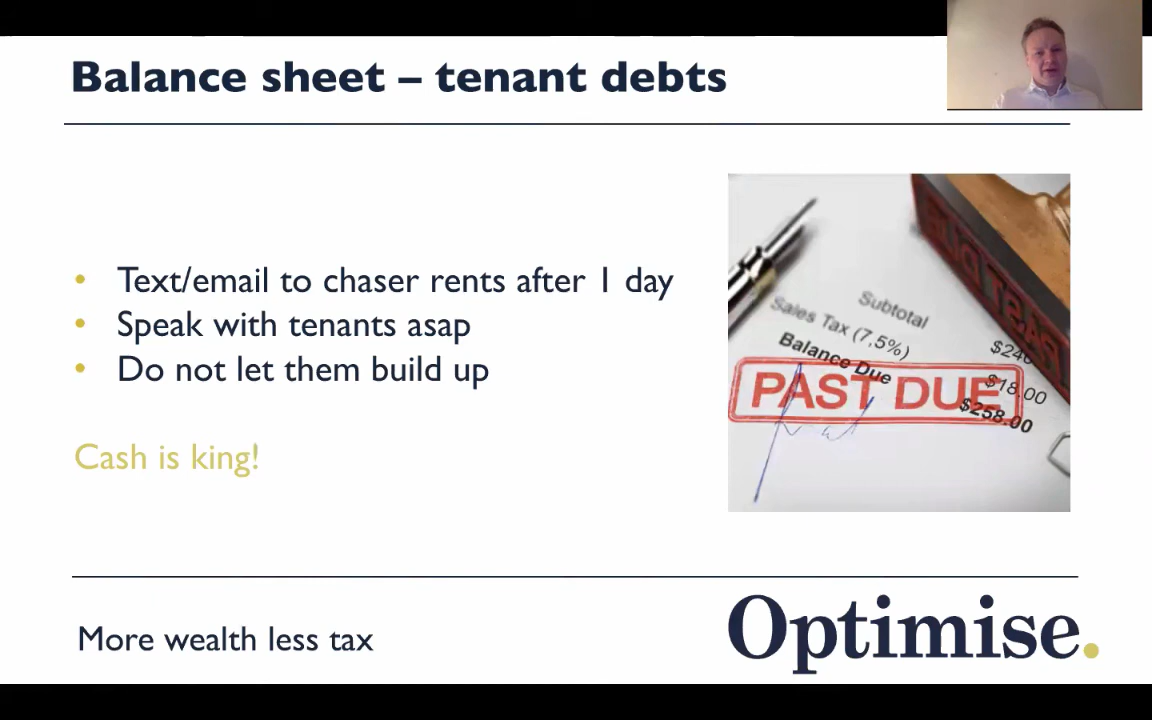 Balance sheet – tenant debts
• Text/email to chaser rents after 1 day
• Speak with tenants asap
• Do not let them build up
Cash is king!
Subtotal
Sales Tax (7,5%)
Balance Due
$18.00
$258.00
PAST DUE
PAST DUE
More wealth less tax
Optimise.